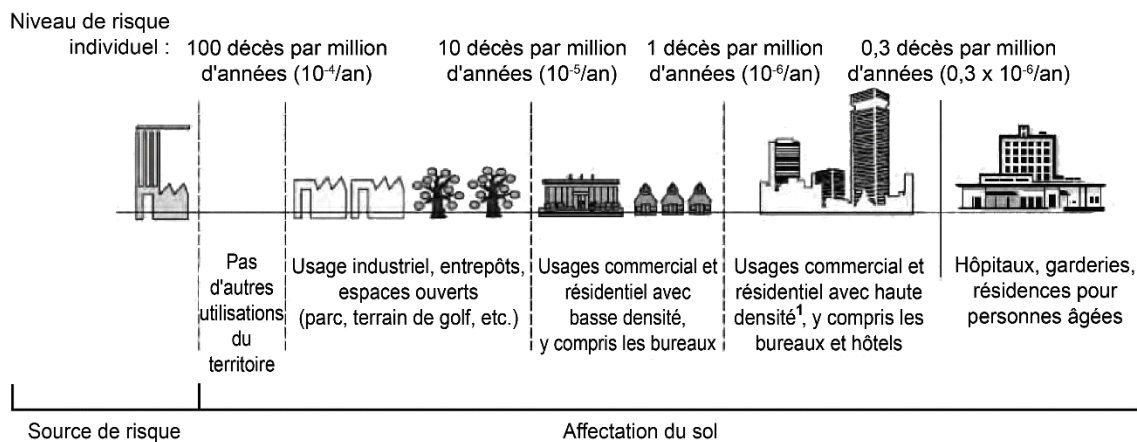 Niveau de risque
individuel :
100 décès par million
d'années (10⁻⁴/an)
10 décès par million
d'années (10⁻⁵/an)
1 décès par million
d'années (10⁻⁶/an)
0,3 décès par million
d'années (0,3 x 10⁻⁶/an)
Pas
d'autres
utilisations
du
territoire
Usage industriel, entrepôts,
espaces ouverts
(parc, terrain de golf, etc.)
Usages commercial et
résidentiel avec
basse densité,
y compris les bureaux
Usages commercial et
résidentiel avec haute
densité¹, y compris les
bureaux et hôtels
Hôpitaux, garderies,
résidences pour
personnes âgées
Source de risque
Affectation du sol